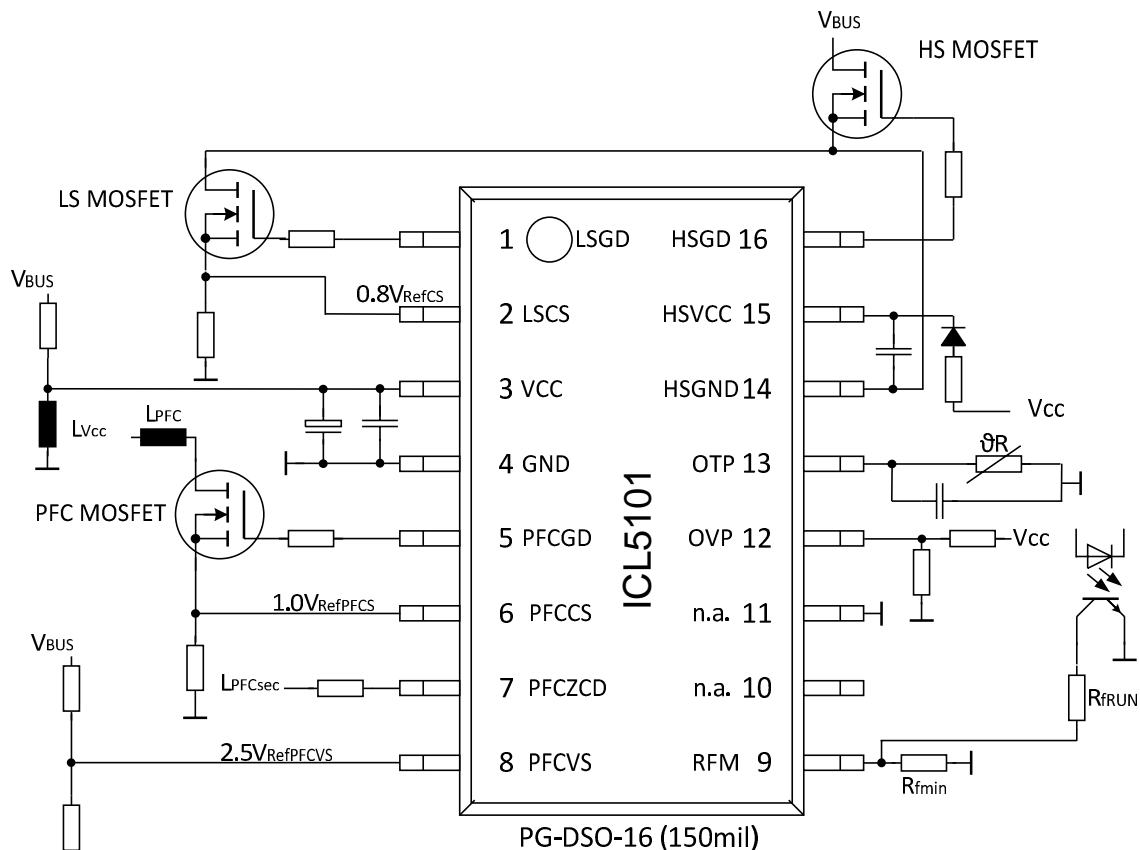 VBUS
HS MOSFET
LS MOSFET
1 LSGD
HSGD 16
VBUS
0.8VRefCS
2 LSCS
HSVCC 15
3 VCC
HSGND 14
LVcc
LPFC
Vcc
4 GND
OTP 13
ϑR
PFC MOSFET
5 PFCGD
OVP 12
Vcc
ICL5101
1.0VRefPFCS
6 PFCCS
n.a. 11
VBUS
LPFCsec
7 PFCZCD
n.a. 10
RfRUN
2.5VRefPFCVS
8 PFCVS
RFM 9
Rfmin
PG-DSO-16 (150mil)